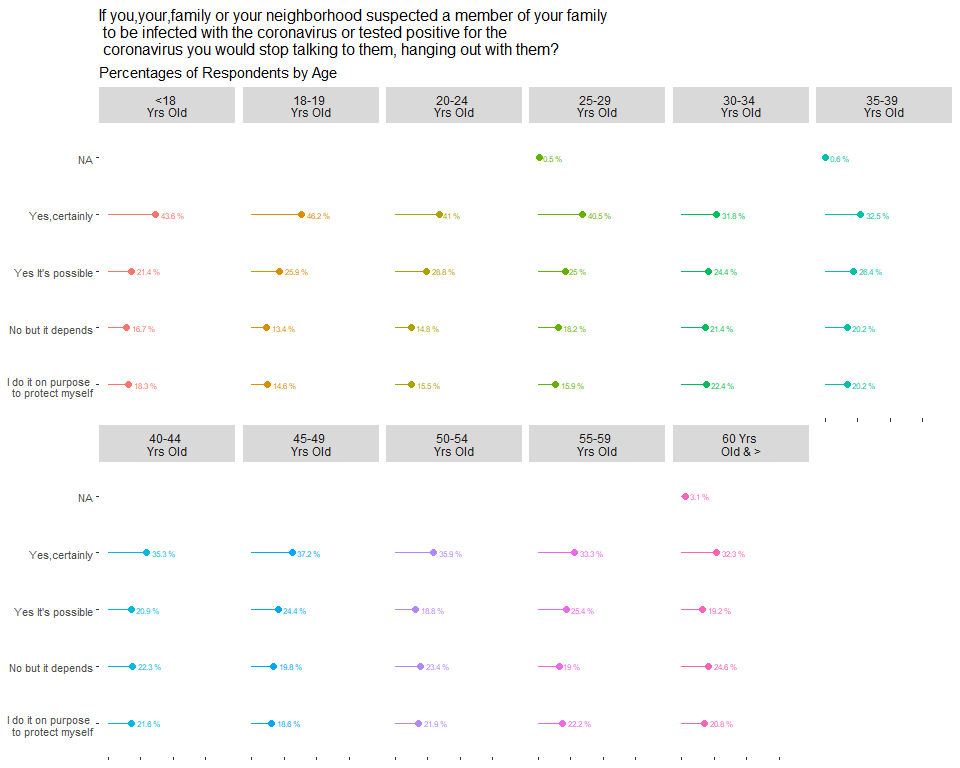 If you,your,family or your neighborhood suspected a member of your family
to be infected with the coronavirus or tested positive for the
coronavirus you would stop talking to them, hanging out with them?
Percentages of Respondents by Age
<18
Yrs Old
18-19
Yrs Old
20-24
Yrs Old
25-29
Yrs Old
30-34
Yrs Old
35-39
Yrs Old
NA
0.5 %
0.6 %
Yes,certainly
43.6 %
46.2 %
41 %
40.5 %
31.8 %
32.5 %
Yes It's possible
21.4 %
25.9 %
28.8 %
25 %
24.4 %
26.4 %
No but it depends
16.7 %
13.4 %
14.8 %
18.2 %
21.4 %
20.2 %
I do it on purpose
to protect myself
18.3 %
14.6 %
15.5 %
15.9 %
22.4 %
20.2 %
40-44
Yrs Old
45-49
Yrs Old
50-54
Yrs Old
55-59
Yrs Old
60 Yrs
Old & >
NA
3.1 %
Yes,certainly
35.3 %
37.2 %
35.9 %
33.3 %
32.3 %
Yes It's possible
20.9 %
24.4 %
18.8 %
25.4 %
19.2 %
No but it depends
22.3 %
19.8 %
23.4 %
19 %
24.6 %
I do it on purpose
to protect myself
21.6 %
18.6 %
21.9 %
22.2 %
20.8 %